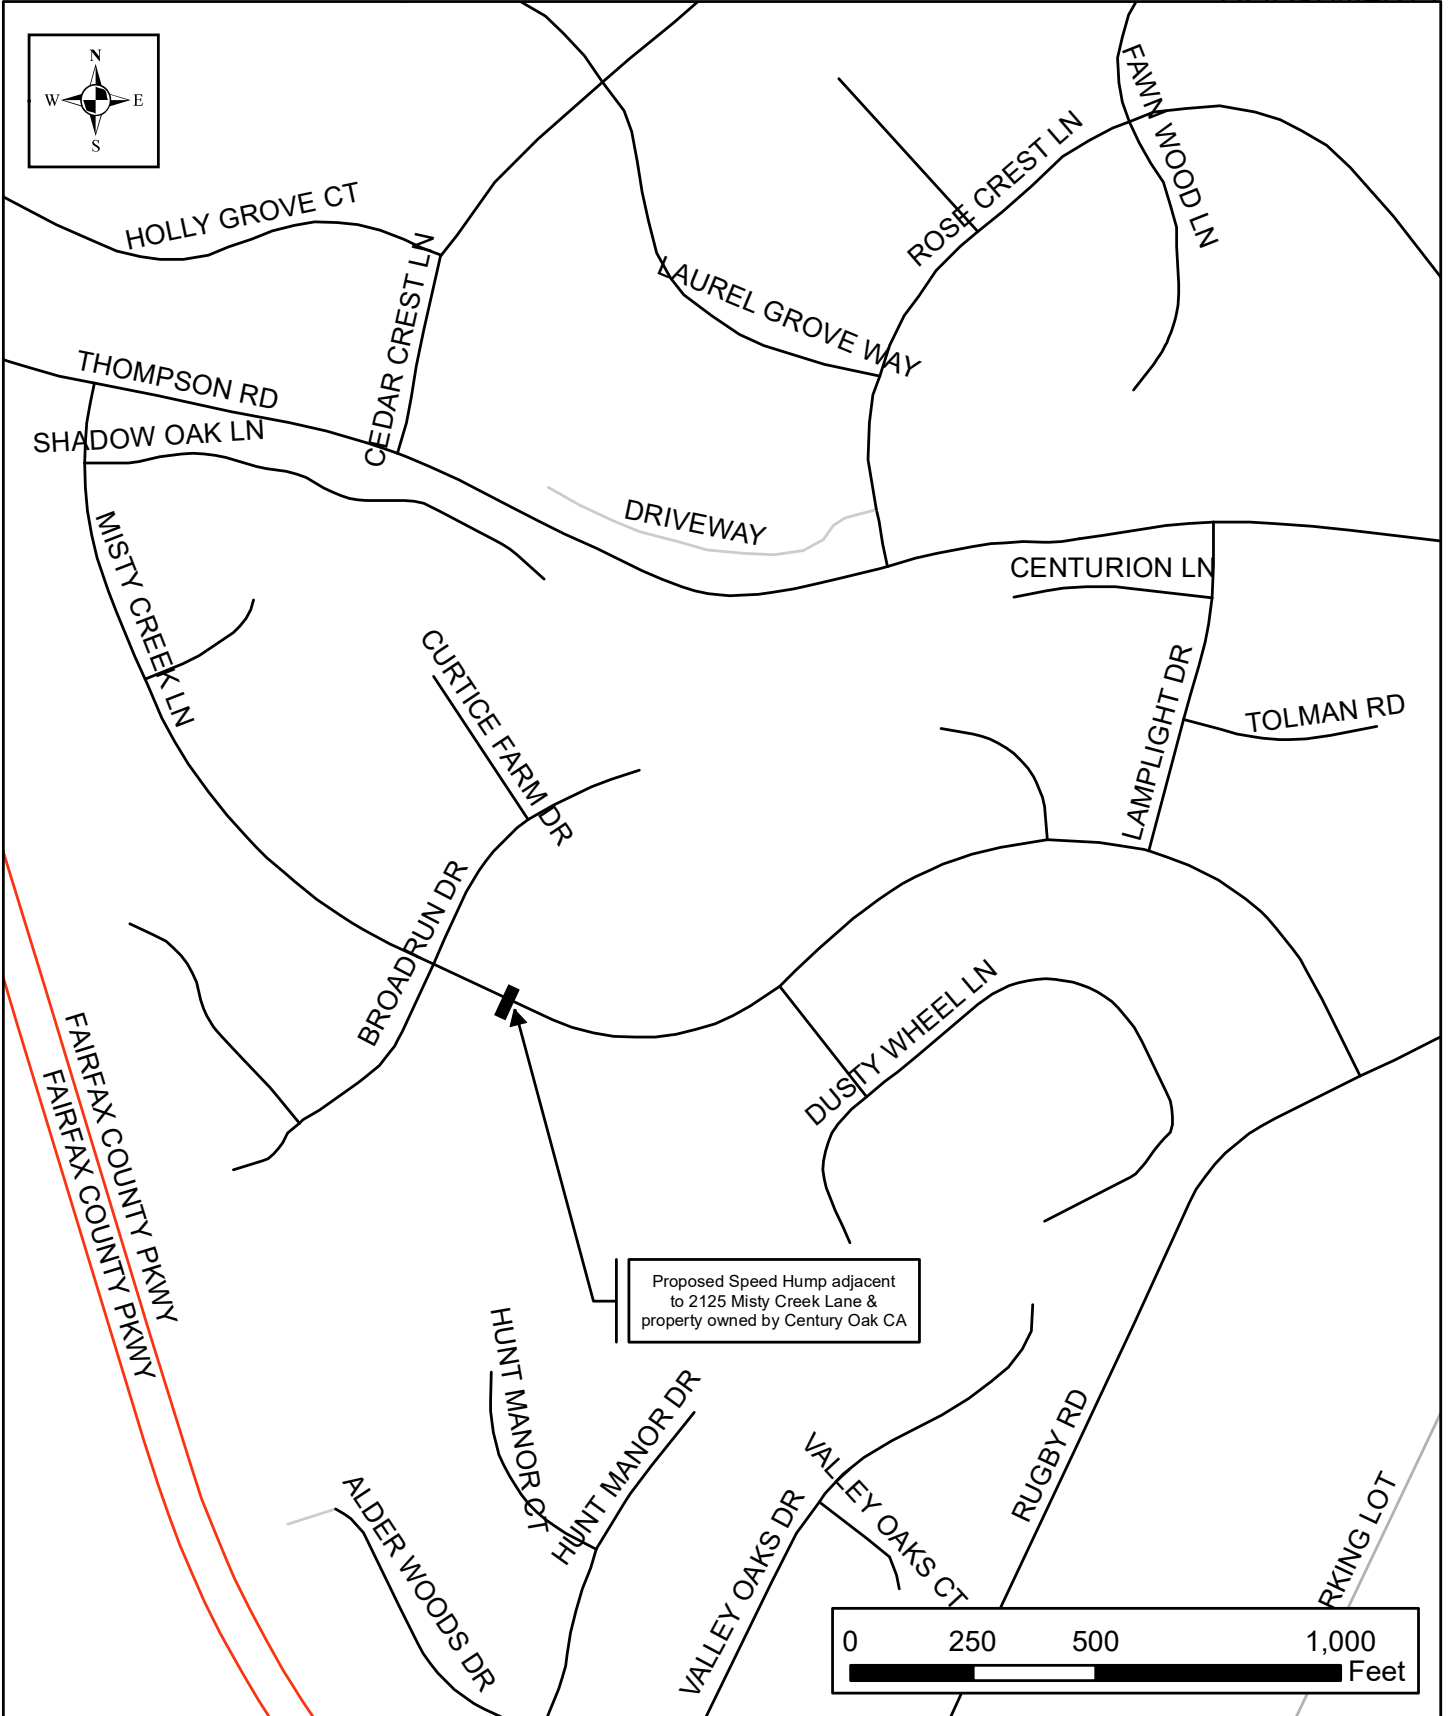 N
W E
S
FAWN WOOD LN
ROSE CREST LN
HOLLY GROVE CT
CEDAR CREST LN
LAUREL GROVE WAY
THOMPSON RD
SHADOW OAK LN
DRIVEWAY
MISTY CREEK LN
CENTURION LN
CURTICE FARM DR
LAMPLIGHT DR
TOLMAN RD
BROADRUN DR
DUSTY WHEEL LN
FAIRFAX COUNTY PKWY
FAIRFAX COUNTY PKWY
Proposed Speed Hump adjacent
to 2125 Misty Creek Lane &
property owned by Century Oak CA
HUNT MANOR CT
HUNT MANOR DR
ALDER WOODS DR
VALLEY OAKS DR
VALLEY OAKS CT
RUGBY RD
RKING LOT
0 250 500 1,000
Feet